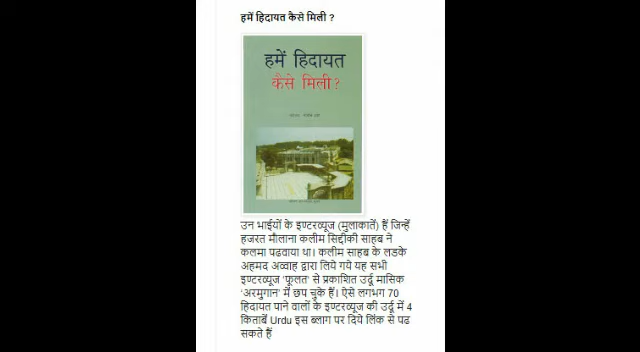 हमें हिदायत कैसे मिली ?
हमें हिदायत
कैसे मिली?
उन भाईयों के इण्टरव्यूज (मुलाकातें) हैं जिन्हें
हजरत मौलाना कलीम सिद्दीकी साहब ने
कलमा पढवाया था। कलीम साहब के लडके
अहमद अव्वाह द्वारा लिये गये यह सभी
इण्टरव्यूज 'फूलत' से प्रकाशित उर्दू मासिक
'अरमुगान' में छप चुके हैं। ऐसे लगभग 70
हिदायत पाने वालों के इण्टरव्यूज की उर्दू में 4
किताबें Urdu इस ब्लाग पर दिये लिंक से पढ
सकते हैं